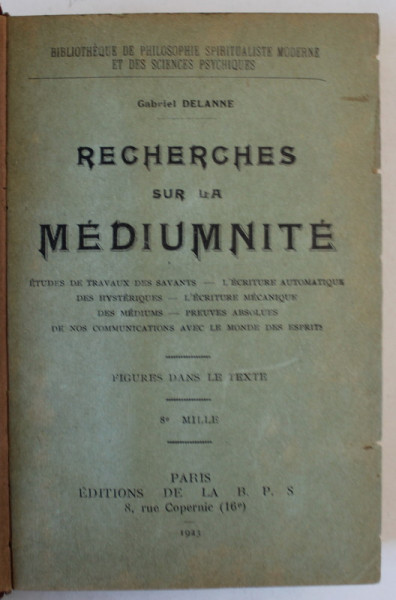 BIBLIOTHÈQUE DE PHILOSOPHIE SPIRITUALISTE MODERNE
ET DES SCIENCES PSYCHIQUES
Gabriel DELANNE
RECHERCHES
SUR LA
MÉDIUMNITÉ
ÉTUDES DE TRAVAUX DES SAVANTS — L'ÉCRITURE AUTOMATIQUE
DES HYSTÉRIQUES — L'ÉCRITURE MÉCANIQUE
DES MÉDIUMS — PREUVES ABSOLUES
DE NOS COMMUNICATIONS AVEC LE MONDE DES ESPRITS
FIGURES DANS LE TEXTE
8e MILLE
PARIS
ÉDITIONS DE LA B. P. S
8, rue Copernic (16e)
1923